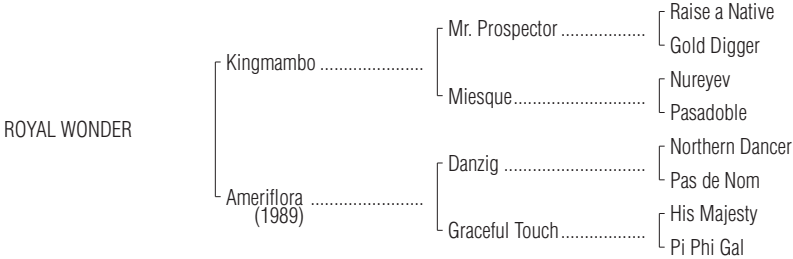 Raise a Native
Mr. Prospector ..................
Gold Digger
Kingmambo ......................
Nureyev
Miesque............................
Pasadoble
ROYAL WONDER
Northern Dancer
Danzig ..............................
Pas de Nom
Ameriflora ........................
(1989)
His Majesty
Graceful Touch..................
Pi Phi Gal